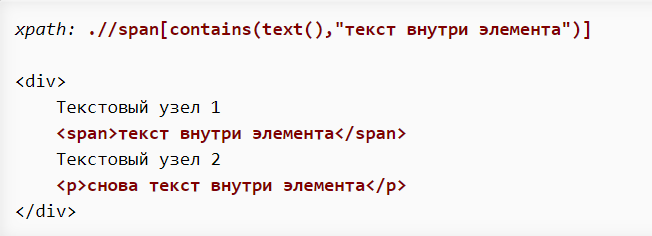 xpath: .//span[contains(text(),"текст внутри элемента")]
<div>
Текстовый узел 1
<span>текст внутри элемента</span>
Текстовый узел 2
<p>снова текст внутри элемента</p>
</div>